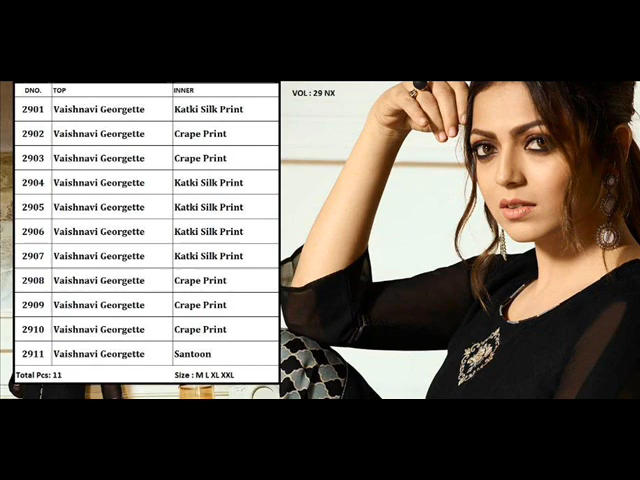 DNO. TOP INNER
2901 Vaishnavi Georgette Katki Silk Print
2902 Vaishnavi Georgette Crape Print
2903 Vaishnavi Georgette Crape Print
2904 Vaishnavi Georgette Katki Silk Print
2905 Vaishnavi Georgette Katki Silk Print
2906 Vaishnavi Georgette Katki Silk Print
2907 Vaishnavi Georgette Katki Silk Print
2908 Vaishnavi Georgette Crape Print
2909 Vaishnavi Georgette Crape Print
2910 Vaishnavi Georgette Crape Print
2911 Vaishnavi Georgette Santoon
Total Pcs: 11 Size : M L XL XXL
VOL : 29 NX